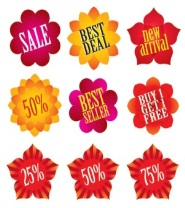 SALE
BEST
DEAL
new
arrival
50%
BEST
SELLER
BUY 1
GET 1
FREE
25%
50%
75%